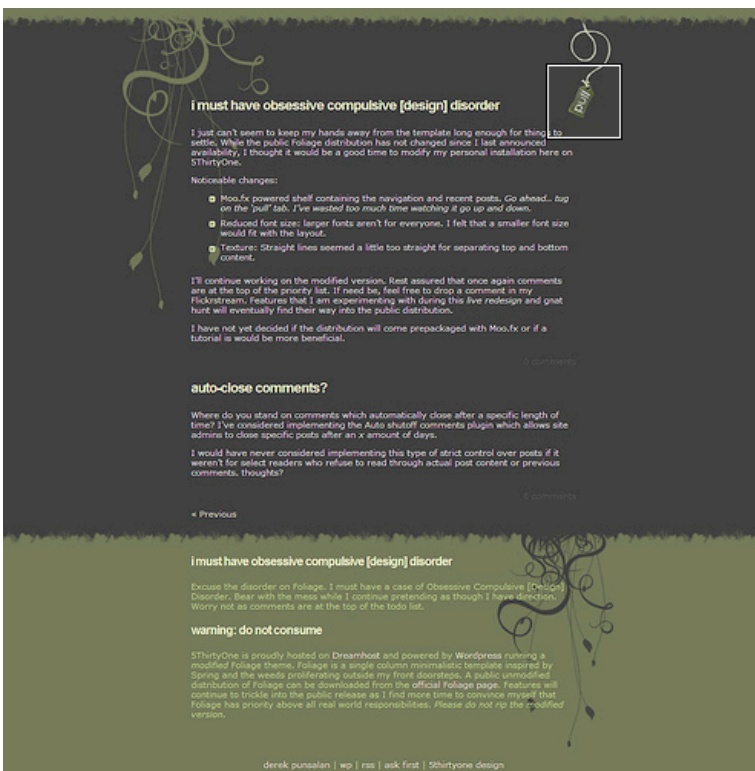 pull
i must have obsessive compulsive [design] disorder
I just can't seem to keep my hands away from the template long enough for things to
settle. While the public Foliage distribution has not changed since I last announced
availability, I thought it would be a good time to modify my personal installation here on
5ThirtyOne.
Noticeable changes:
Moo.fx powered shelf containing the navigation and recent posts. Go ahead... tug
on the 'pull' tab. I've wasted too much time watching it go up and down.
Reduced font size: larger fonts aren't for everyone. I felt that a smaller font size
would fit with the layout.
Texture: Straight lines seemed a little too straight for separating top and bottom
content.
I'll continue working on the modified version. Rest assured that once again comments
are at the top of the priority list. If need be, feel free to drop a comment in my
Flickrstream. Features that I am experimenting with during this live redesign and gnat
hunt will eventually find their way into the public distribution.
I have not yet decided if the distribution will come prepackaged with Moo.fx or if a
tutorial is would be more beneficial.
comments
auto-close comments?
Where do you stand on comments which automatically close after a specific length of
time? I've considered implementing the Auto shutoff comments plugin which allows site
admins to close specific posts after an x amount of days.
I would have never considered implementing this type of strict control over posts if it
weren't for select readers who refuse to read through actual post content or previous
comments. thoughts?
comments
« Previous
i must have obsessive compulsive [design] disorder
Excuse the disorder on Foliage. I must have a case of Obsessive Compulsive [Design]
Disorder. Bear with the mess while I continue pretending as though I have direction.
Worry not as comments are at the top of the todo list.
warning: do not consume
5ThirtyOne is proudly hosted on Dreamhost and powered by Wordpress running a
modified Foliage theme. Foliage is a single column minimalistic template inspired by
Spring and the weeds proliferating outside my front doorsteps. A public unmodified
distribution of Foliage can be downloaded from the official Foliage page. Features will
continue to trickle into the public release as I find more time to convince myself that
Foliage has priority above all real world responsibilities. Please do not rip the modified
version.
derek punsalan | wp | rss | ask first | 5thirtyone design